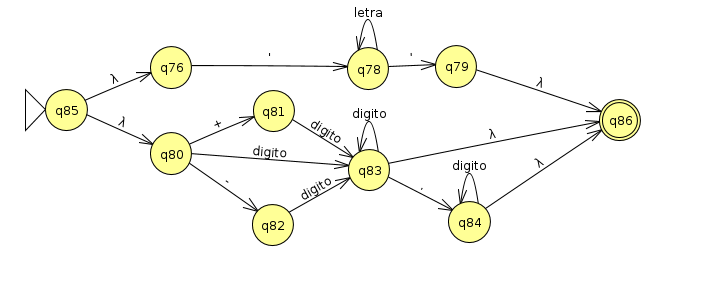 letra
q76
'
q78
'
q79
λ
λ
q85
q86
λ
q80
+
q81
digito
digito
digito
λ
q83
-
digito
q82
.
digito
q84
λ